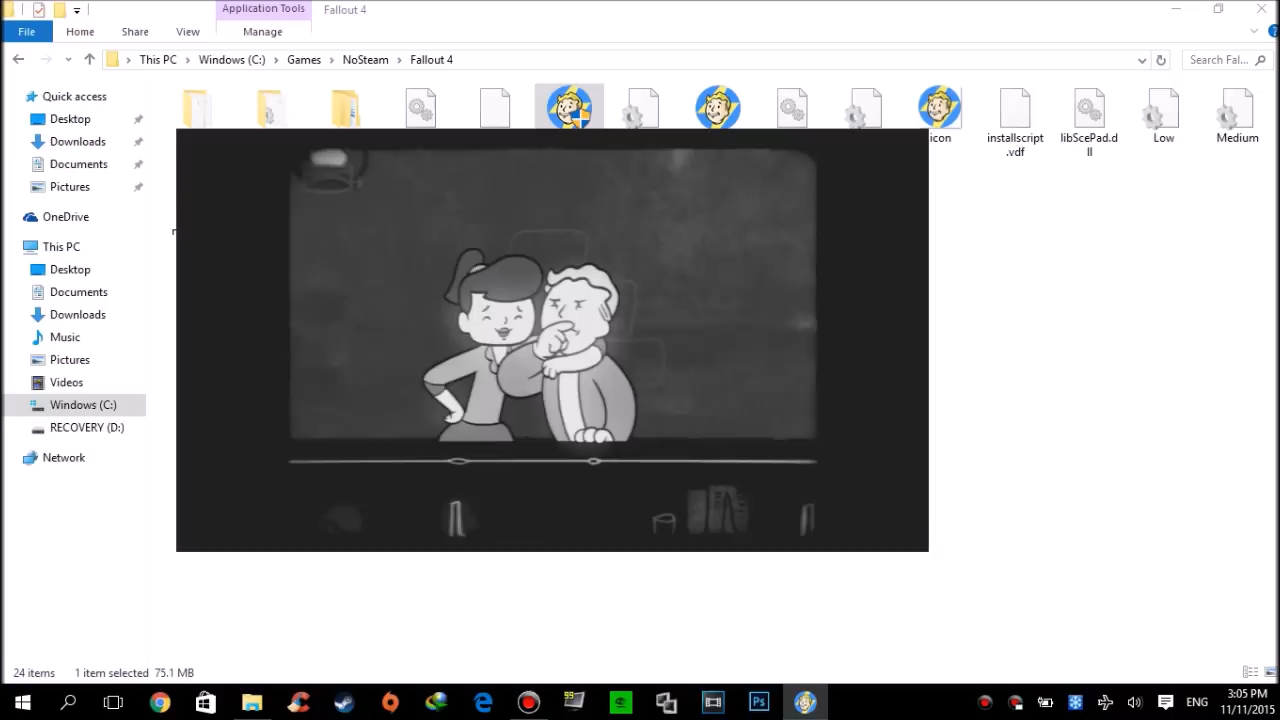 Application Tools
Fallout 4
File
Home
Share
View
Manage
This PC
Windows (C:)
Games
NoSteam
Fallout 4
Search Fal...
Quick access
Desktop
Downloads
Documents
Pictures
OneDrive
This PC
Desktop
Documents
Downloads
Music
Pictures
Videos
Windows (C:)
RECOVERY (D:)
Network
icon
installscript
.vdf
libScePad.d
ll
Low
Medium
24 items
1 item selected 75.1 MB
99
Ps
ENG
3:05 PM
11/11/2015